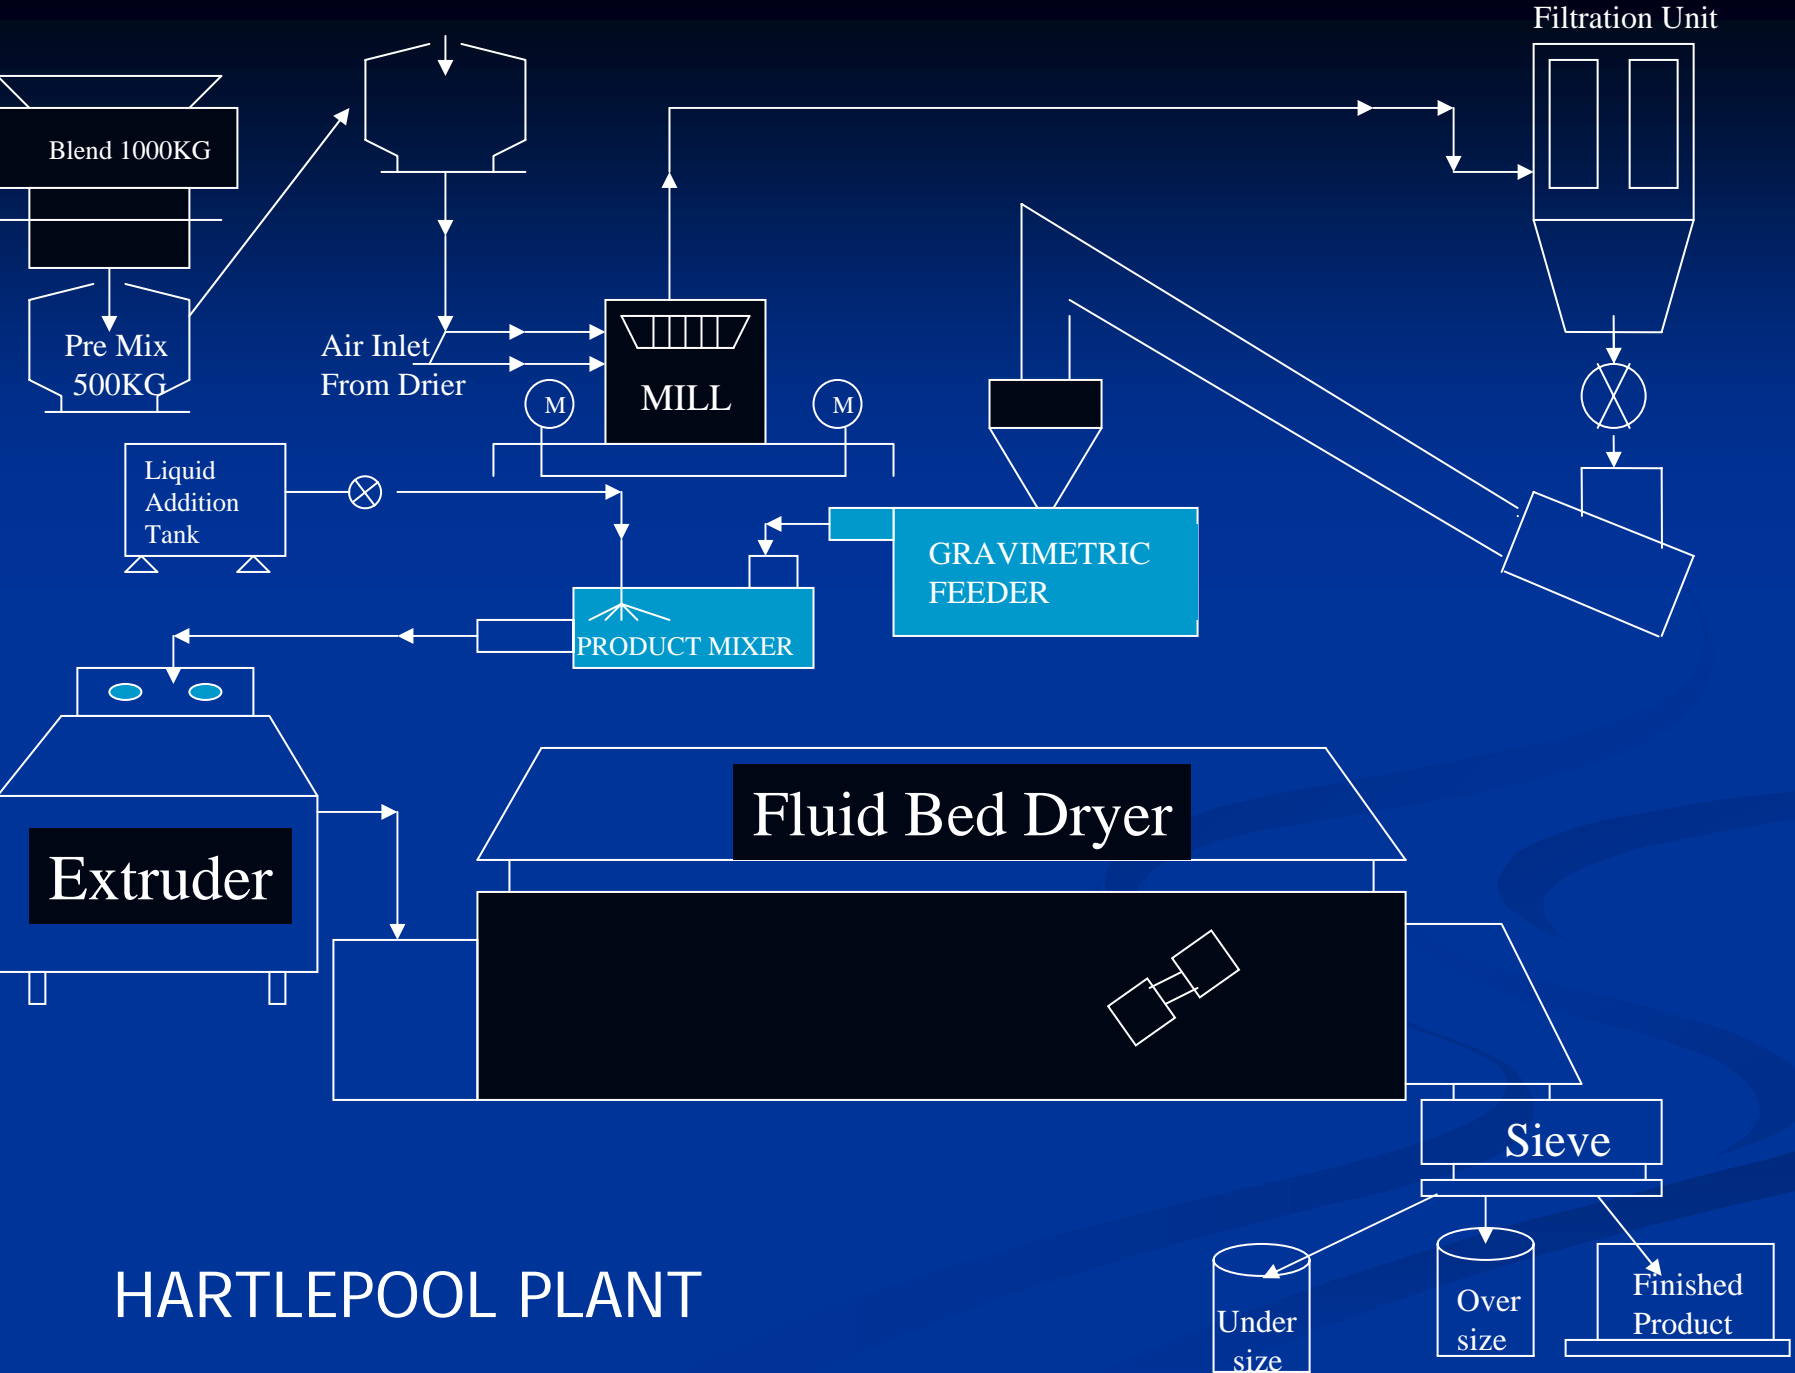 Filtration Unit
Blend 1000KG
Pre Mix
500KG
Air Inlet
From Drier
M
MILL
M
Liquid
Addition
Tank
GRAVIMETRIC
FEEDER
PRODUCT MIXER
Fluid Bed Dryer
Extruder
Sieve
HARTLEPOOL PLANT
Under
size
Over
size
Finished
Product